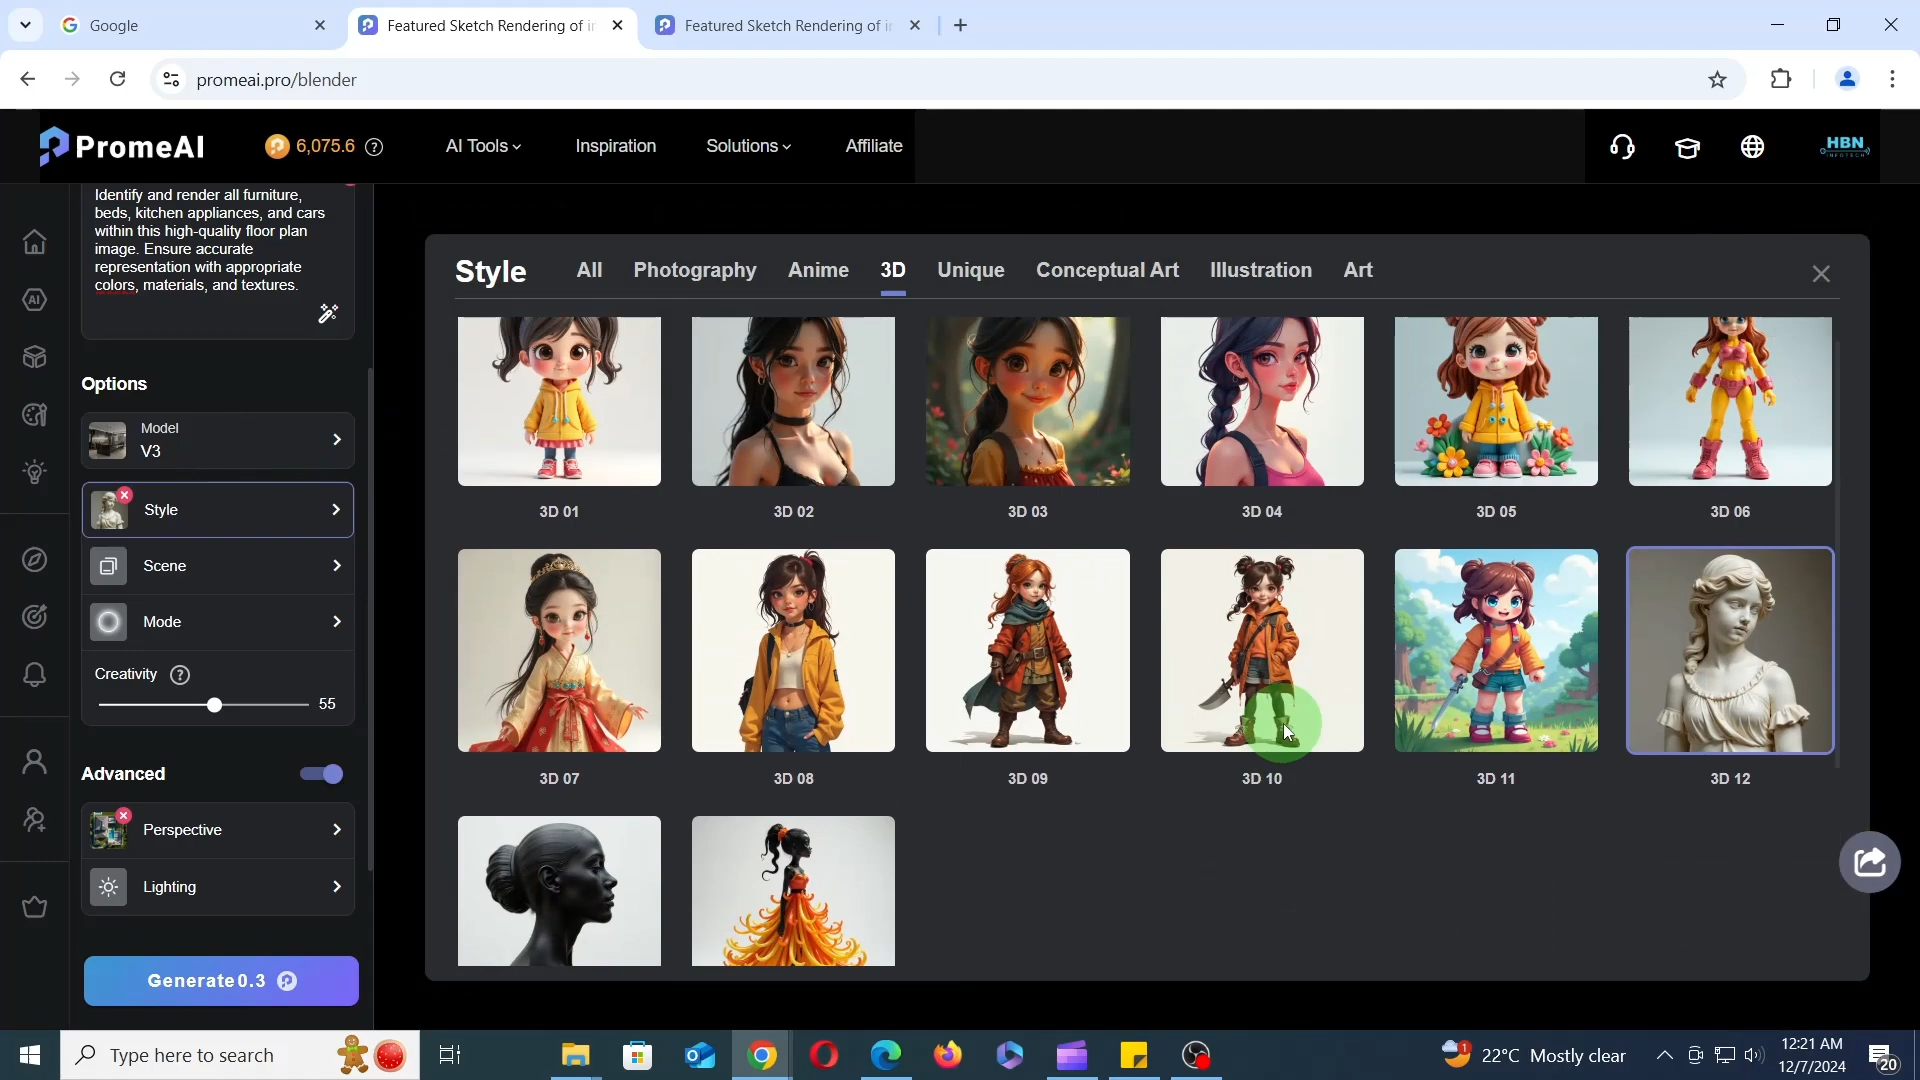 Google
Featured Sketch Rendering of in
Featured Sketch Rendering of in
promeai.pro/blender
PromeAI
6,075.6
AI Tools
Inspiration
Solutions
Affiliate
HBN
INFOTECH
Identify and render all furniture,
beds, kitchen appliances, and cars
within this high-quality floor plan
image. Ensure accurate
representation with appropriate
colors, materials, and textures.
Options
Model
V3
Style
Scene
Mode
Creativity ?
55
Advanced
Perspective
Lighting
Generate0.3
Style
All
Photography
Anime
3D
Unique
Conceptual Art
Illustration
Art
3D 01
3D 02
3D 03
3D 04
3D 05
3D 06
3D 07
3D 08
3D 09
3D 10
3D 11
3D 12
Type here to search
22°C Mostly clear
12:21 AM
12/7/2024
20